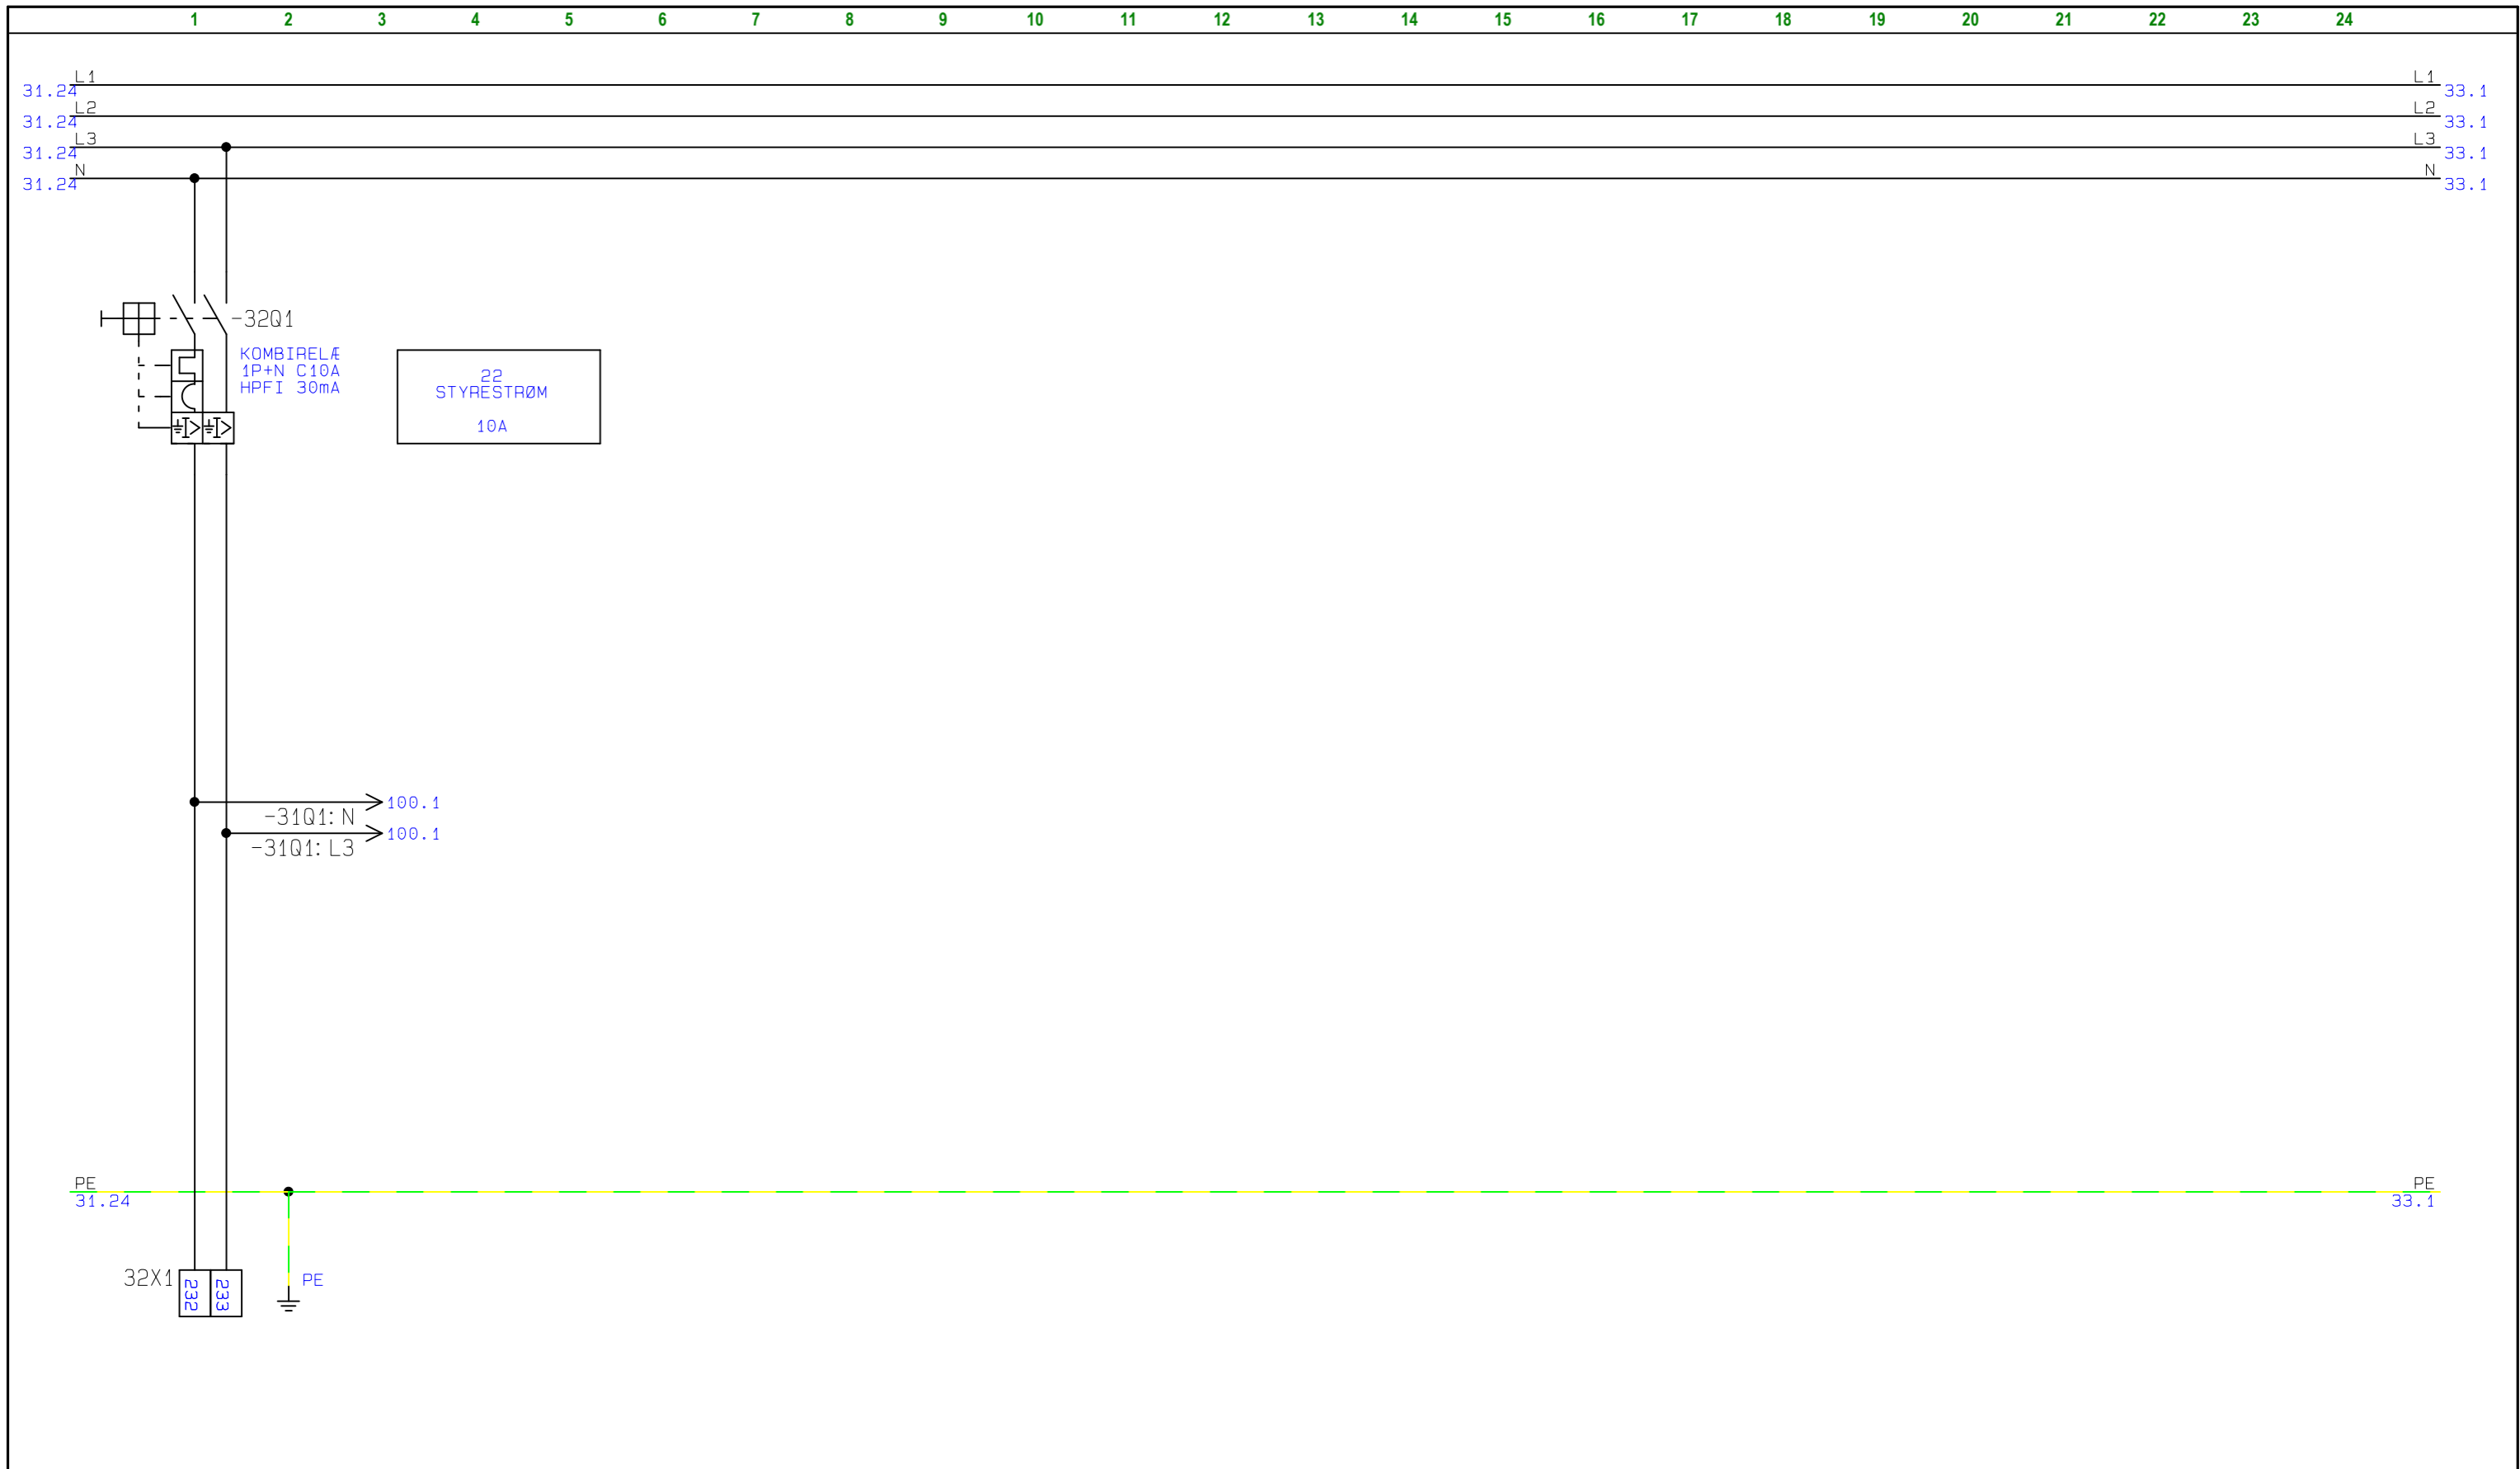 1 2 3 4 5 6 7 8 9 10 11 12 13 14 15 16 17 18 19 20 21 22 23 24
L1 L1
31.24 33.1
L2 L2
31.24 33.1
L3 L3
31.24 33.1
N N
31.24 33.1
-32Q1
KOMBIRELÆ
1P+N C10A
HPFI 30mA
22
STYRESTRØM
10A
100.1
-31Q1:N
100.1
-31Q1:L3
PE PE
31.24 33.1
32X1 232 233 PE